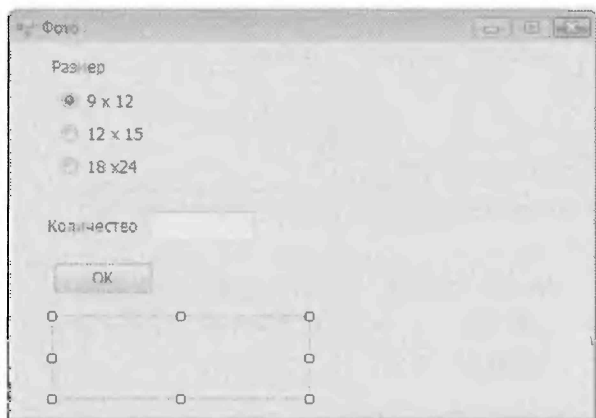 Фото
Размер
9 x 12
12 x 15
18 x24
Количество
OK